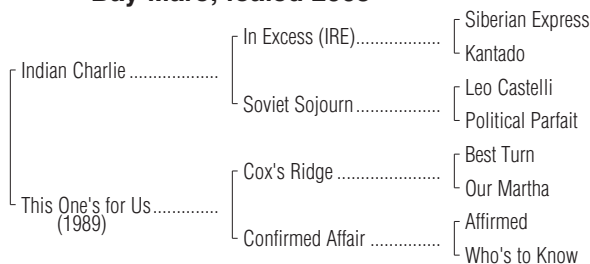 Bay Mare, foaled
Siberian Express
In Excess (IRE)..................
Kantado
Indian Charlie ...................
Leo Castelli
Soviet Sojourn...............
Political Parfait
Best Turn
Cox's Ridge ......................
Our Martha
This One's for Us..............
(1989)
Affirmed
Confirmed Affair ...............
Who's to Know